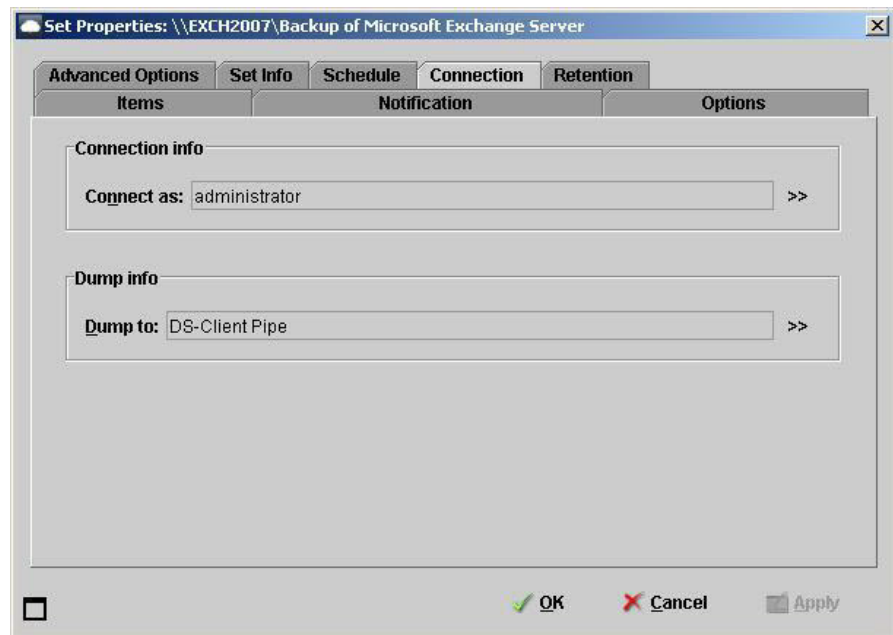 Set Properties: \\EXCH2007\Backup of Microsoft Exchange Server
Advanced Options Set Info Schedule Connection Retention
Items Notification Options
Connection info
Connect as: administrator >>
Dump info
Dump to: DS-Client Pipe >>
OK Cancel Apply